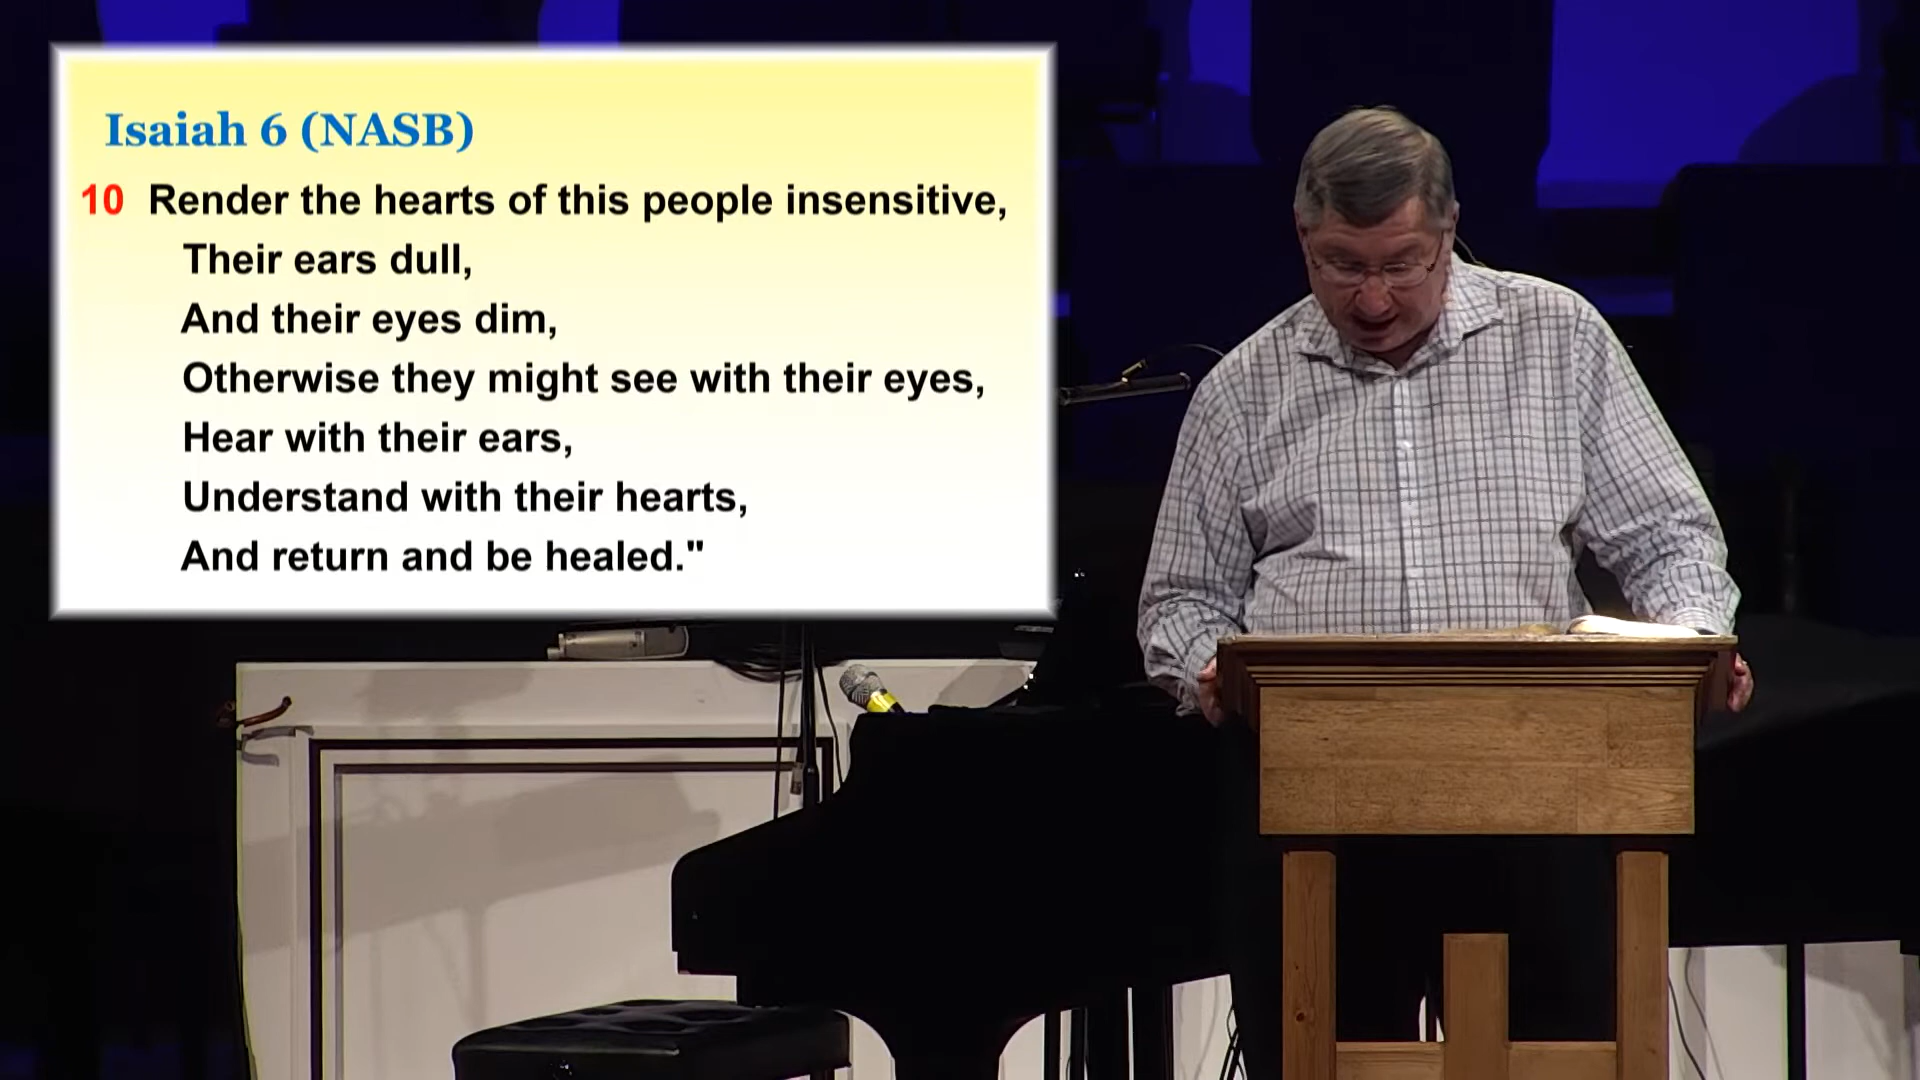 Isaiah 6 (NASB)
10 Render the hearts of this people insensitive,
Their ears dull,
And their eyes dim,
Otherwise they might see with their eyes,
Hear with their ears,
Understand with their hearts,
And return and be healed."